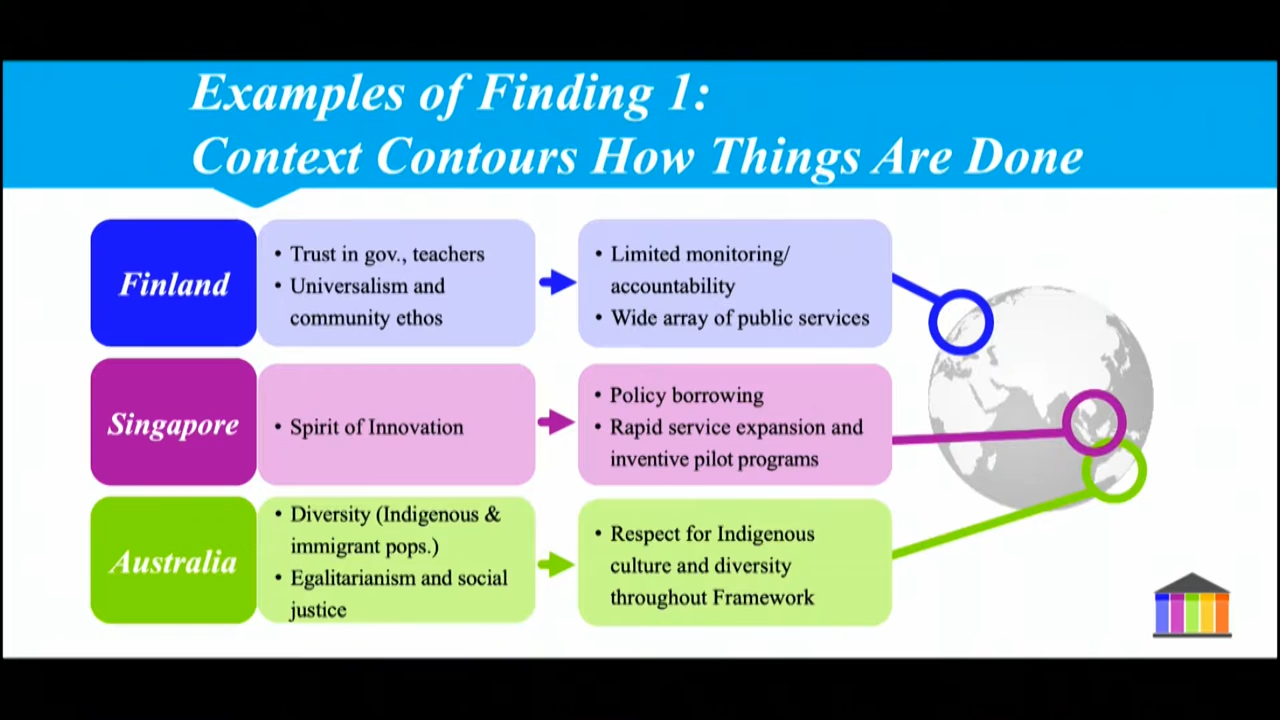 Examples of Finding 1:
Context Contours How Things Are Done
Finland
• Trust in gov., teachers
• Universalism and
community ethos
• Limited monitoring/
accountability
• Wide array of public services
Singapore
• Spirit of Innovation
• Policy borrowing
• Rapid service expansion and
inventive pilot programs
Australia
• Diversity (Indigenous &
immigrant pops.)
• Egalitarianism and social
justice
• Respect for Indigenous
culture and diversity
throughout Framework